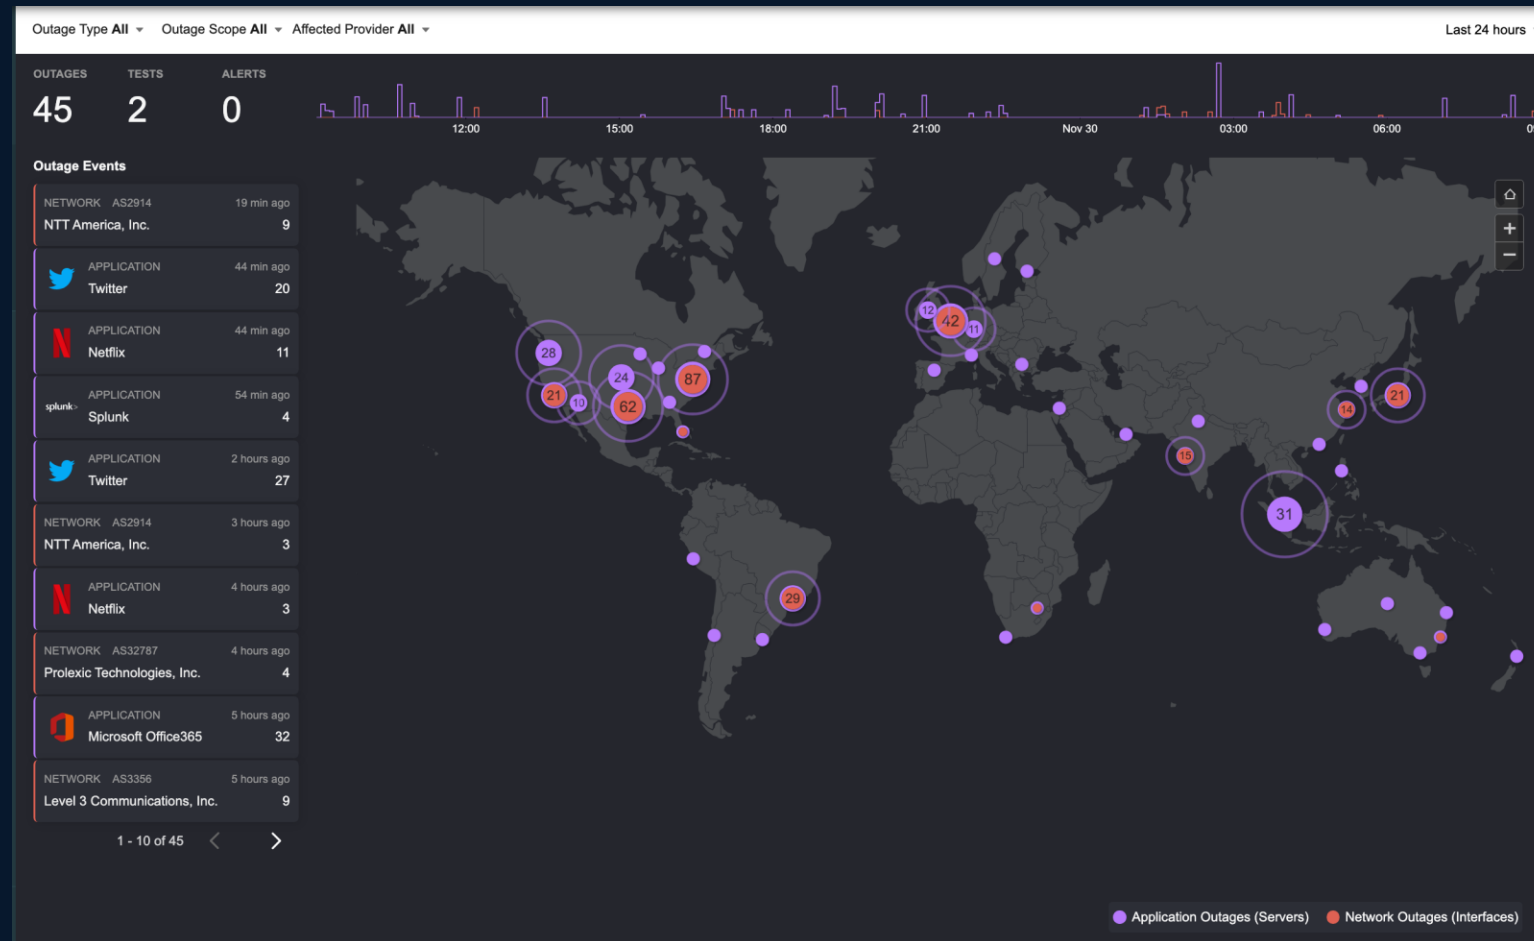 Outage Type All Outage Scope All Affected Provider All Last 24 hours
OUTAGES TESTS ALERTS
45 2 0
12:00 15:00 18:00 21:00 Nov 30 03:00 06:00
Outage Events
NETWORK AS2914 19 min ago
NTT America, Inc. 9
APPLICATION 44 min ago
Twitter 20
APPLICATION 44 min ago
Netflix 11
splunk>
APPLICATION 54 min ago
Splunk 4
APPLICATION 2 hours ago
Twitter 27
NETWORK AS2914 3 hours ago
NTT America, Inc. 3
APPLICATION 4 hours ago
Netflix 3
NETWORK AS32787 4 hours ago
Prolexic Technologies, Inc. 4
APPLICATION 5 hours ago
Microsoft Office365 32
NETWORK AS3356 5 hours ago
Level 3 Communications, Inc. 9
1 - 10 of 45
12
42
11
28
24
87
21
10
62
21
14
15
31
29
+
−
Application Outages (Servers) Network Outages (Interfaces)